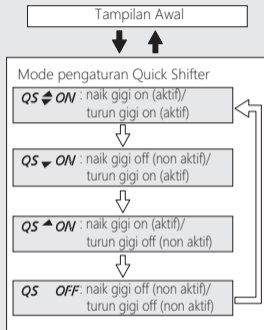 Tampilan Awal
Mode pengaturan Quick Shifter
QS ON : naik gigi on (aktif)/
turun gigi on (aktif)
QS ON : naik gigi off (non aktif)/
turun gigi on (aktif)
QS ON : naik gigi on (aktif)/
turun gigi off (non aktif)
QS OFF: naik gigi off (non aktif)/
turun gigi off (non aktif)